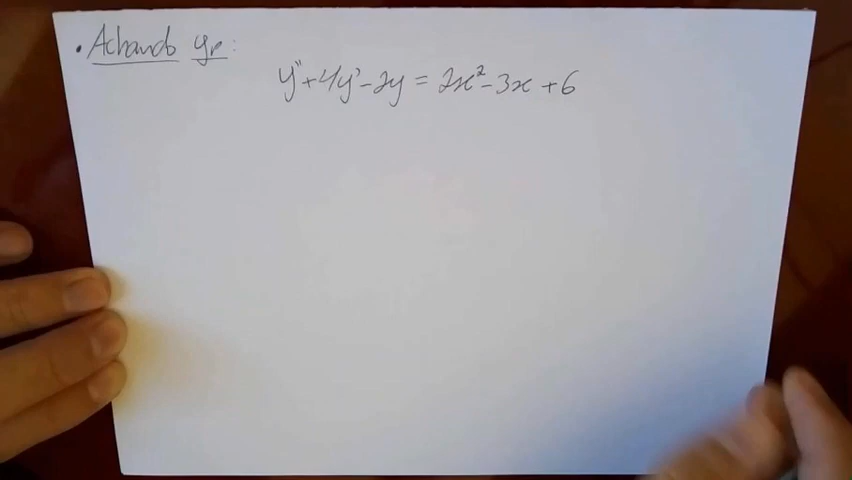 • Achando yp:
y'' + 4y' - 2y = 2x² - 3x + 6